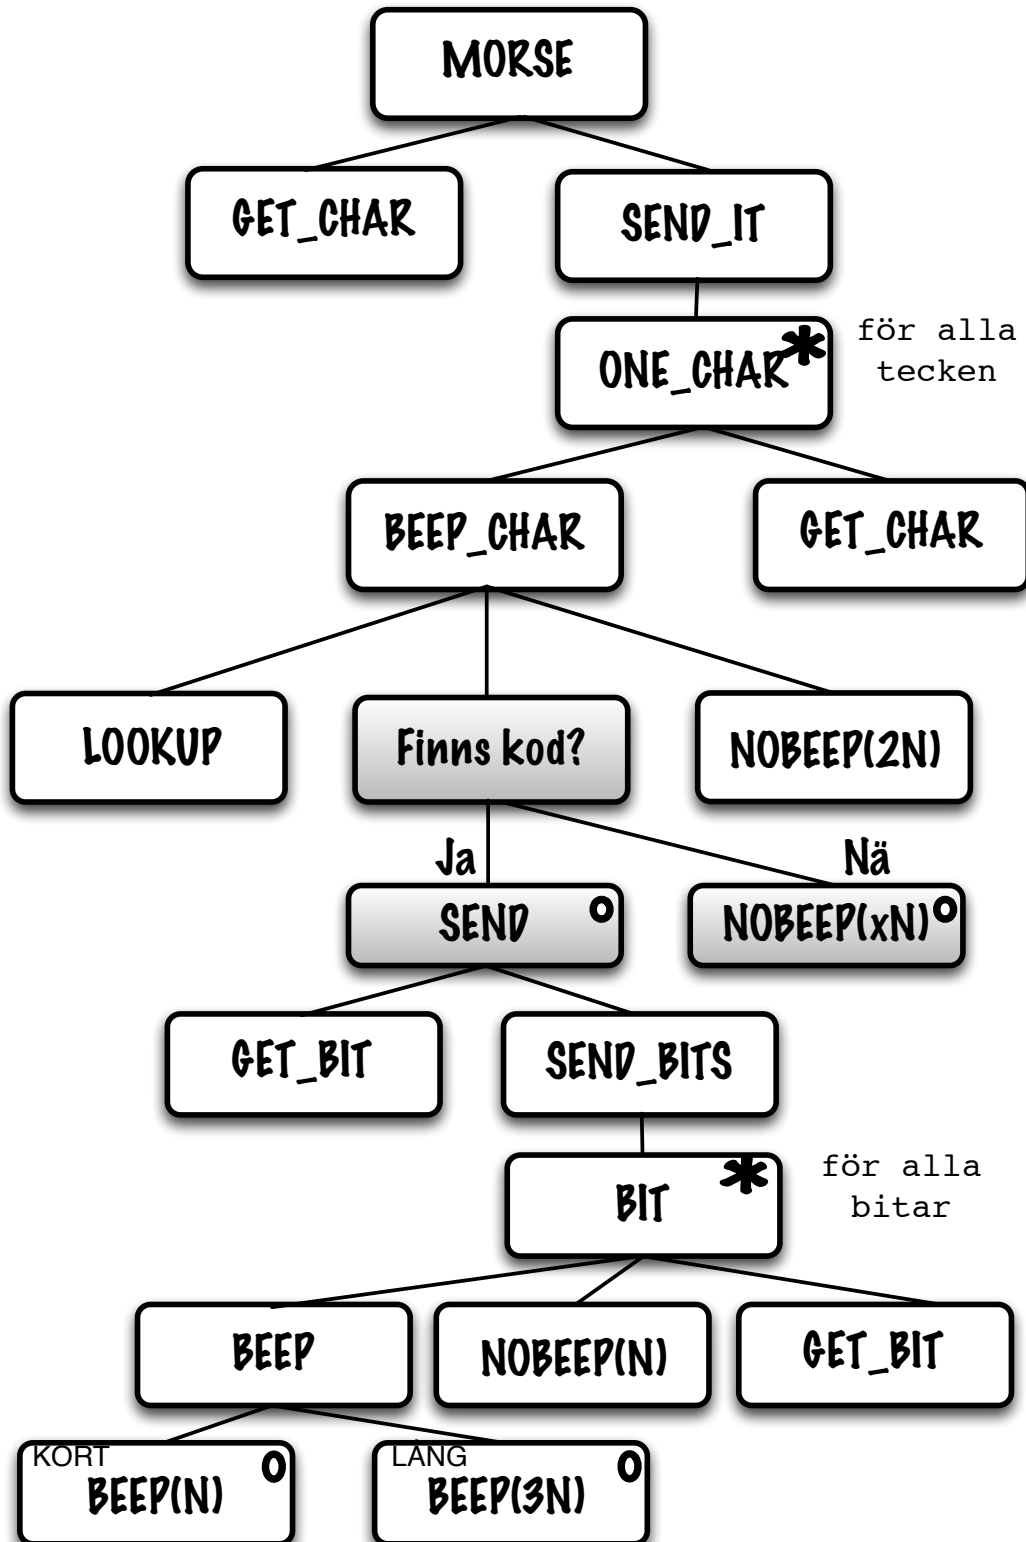 MORSE
GET_CHAR
SEND_IT
ONE_CHAR*
för alla
tecken
BEEP_CHAR
GET_CHAR
LOOKUP
Finns kod?
NOBEEP(2N)
Ja
Nä
SEND o
NOBEEP(xN) o
GET_BIT
SEND_BITS
BIT *
för alla
bitar
BEEP
NOBEEP(N)
GET_BIT
KORT
BEEP(N) o
LÅNG
BEEP(3N) o